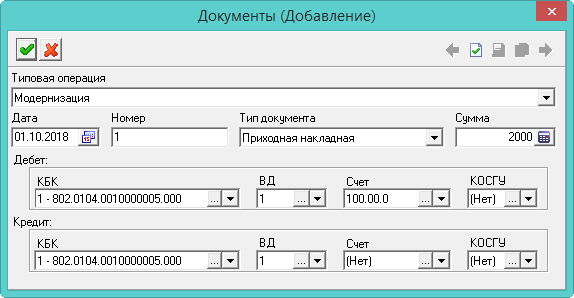 Документы (Добавление)
Типовая операция
Модернизация
Дата Номер Тип документа Сумма
01.10.2018 1 Приходная накладная 2000
Дебет:
КБК ВД Счет КОСГУ
1 - 802.0104.0010000005.000 ... 1 ... 100.00.0 ... (Нет) ...
Кредит:
КБК ВД Счет КОСГУ
1 - 802.0104.0010000005.000 ... 1 ... (Нет) ... (Нет) ...